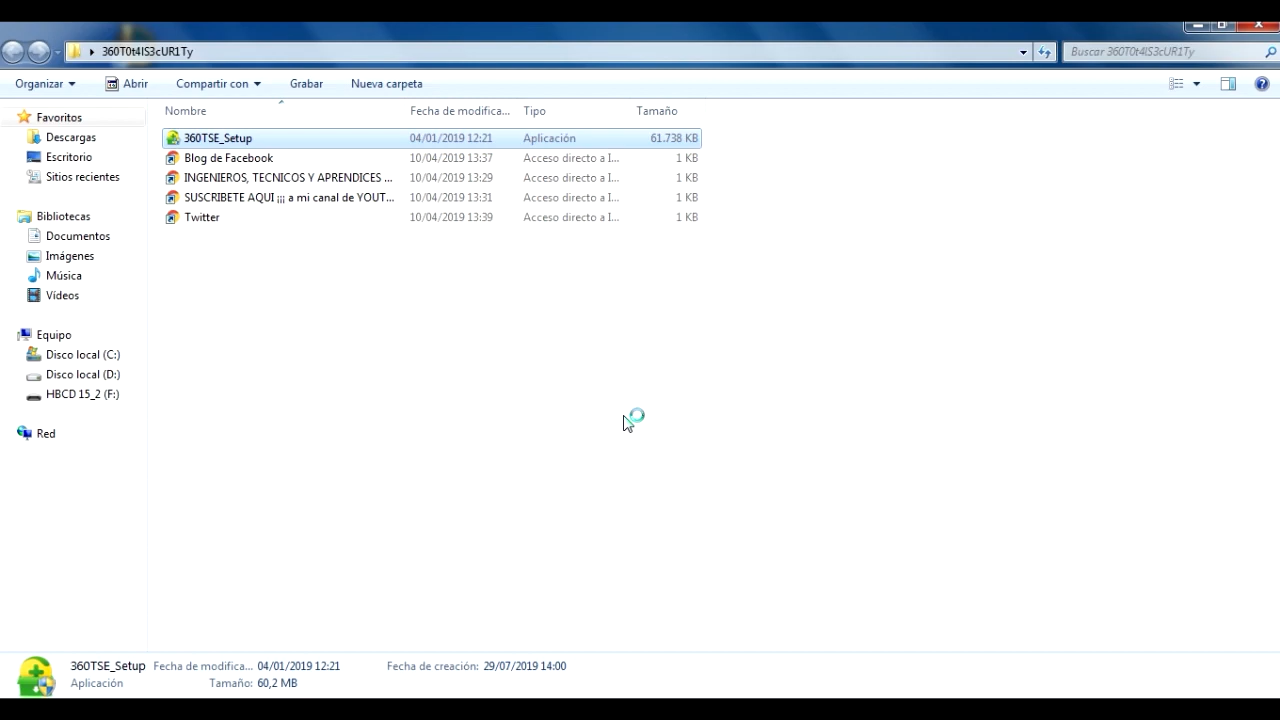 360T0t4lS3cUR1Ty
Buscar 360T0t4lS3cUR1Ty
Organizar Abrir Compartir con Grabar Nueva carpeta
Nombre Fecha de modifica... Tipo Tamaño
Favoritos
Descargas
Escritorio
Sitios recientes
Bibliotecas
Documentos
Imágenes
Música
Vídeos
Equipo
Disco local (C:)
Disco local (D:)
HBCD 15_2 (F:)
Red
360TSE_Setup 04/01/2019 12:21 Aplicación 61.738 KB
Blog de Facebook 10/04/2019 13:37 Acceso directo a I... 1 KB
INGENIEROS, TECNICOS Y APRENDICES ... 10/04/2019 13:29 Acceso directo a I... 1 KB
SUSCRIBETE AQUI ¡¡¡ a mi canal de YOUT... 10/04/2019 13:31 Acceso directo a I... 1 KB
Twitter 10/04/2019 13:39 Acceso directo a I... 1 KB
360TSE_Setup Fecha de modifica... 04/01/2019 12:21 Fecha de creación: 29/07/2019 14:00
Aplicación Tamaño: 60,2 MB